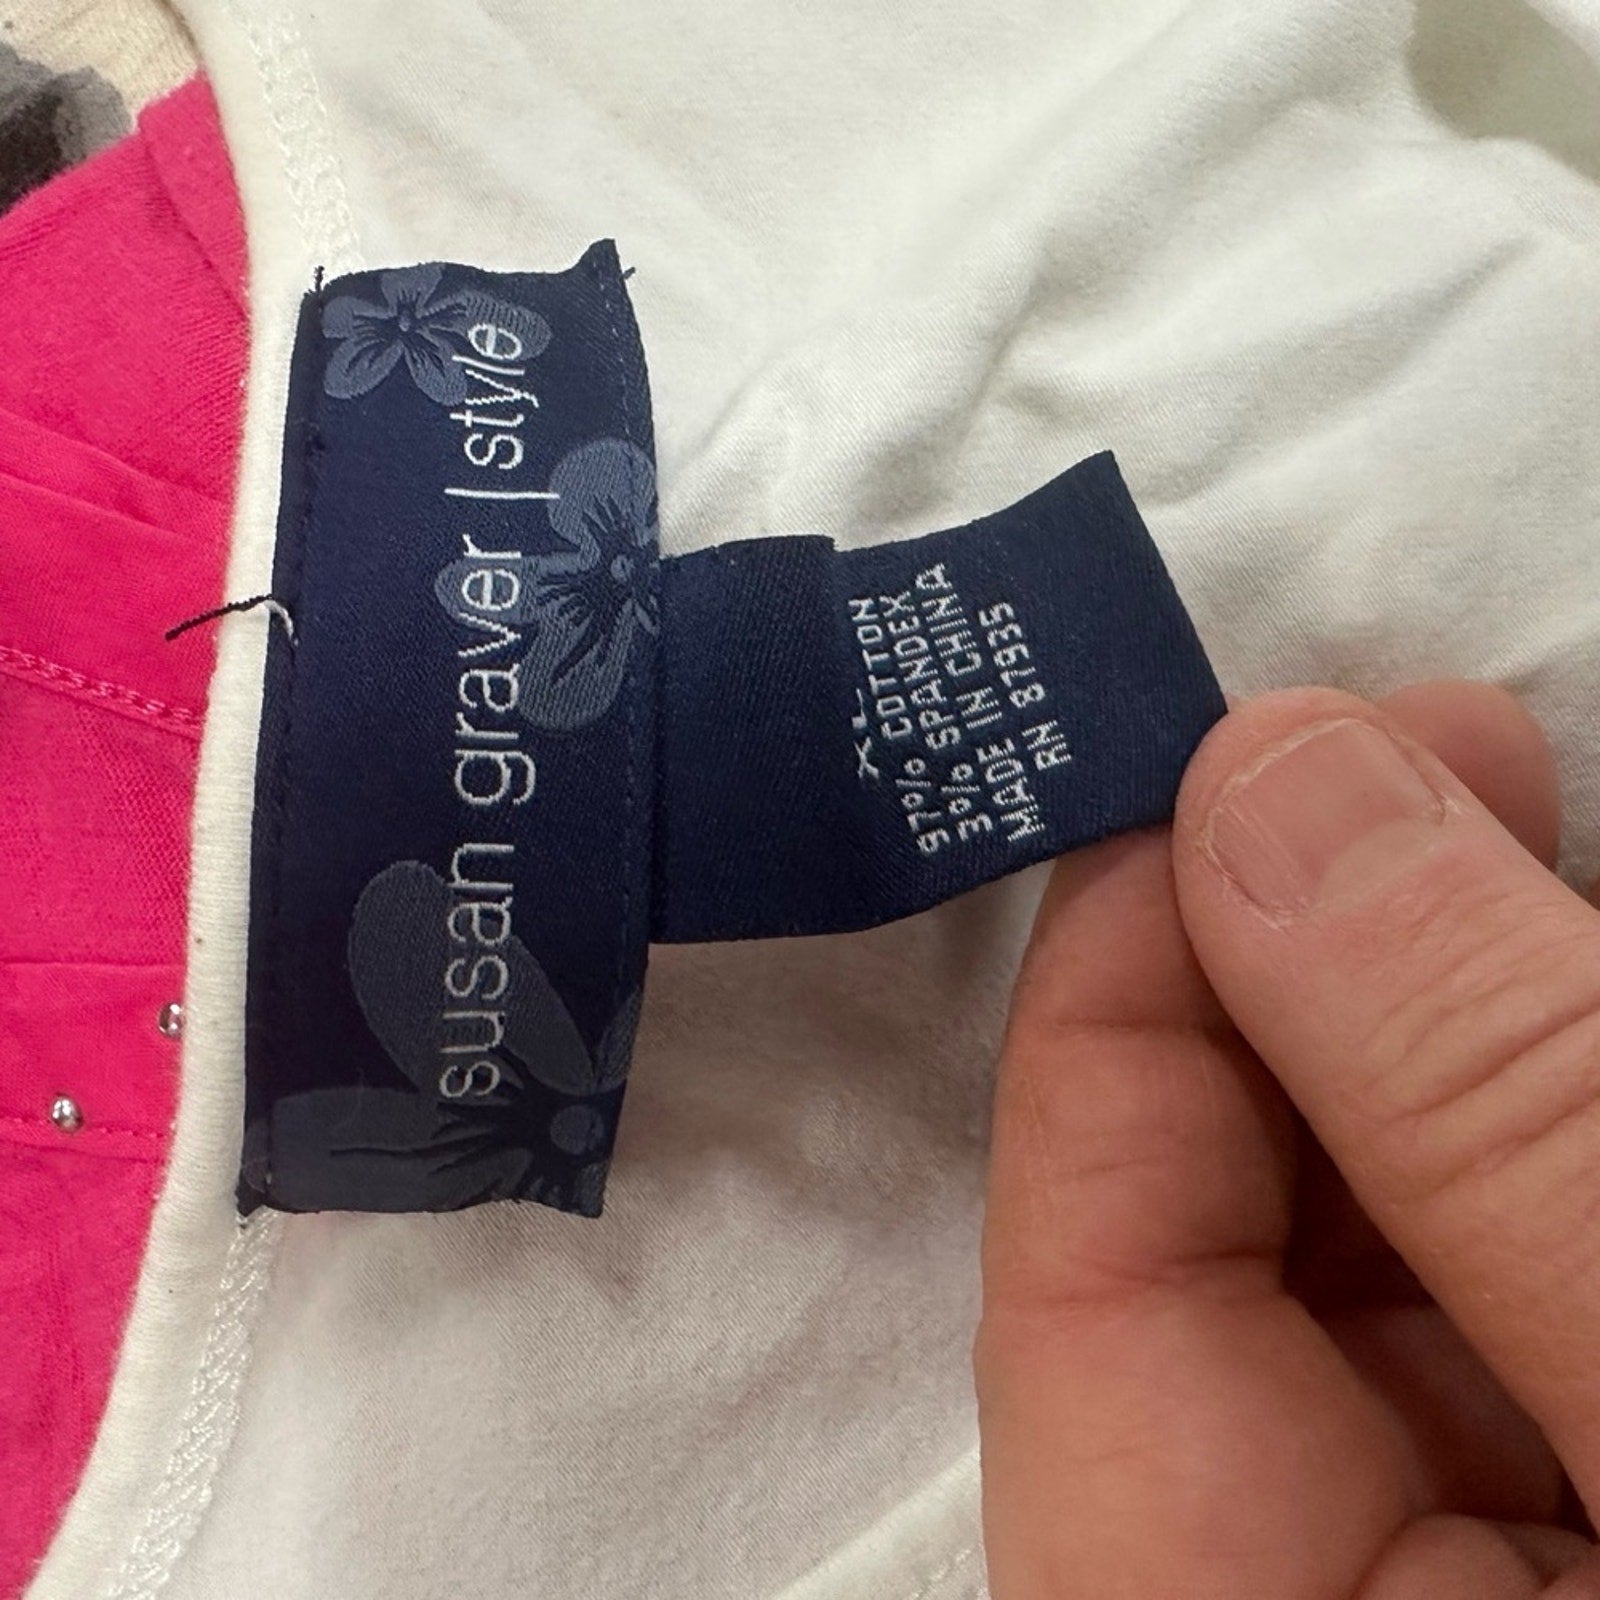 susan graver | style
XL
97% COTTON
3% SPANDEX
MADE IN CHINA
RN 87935